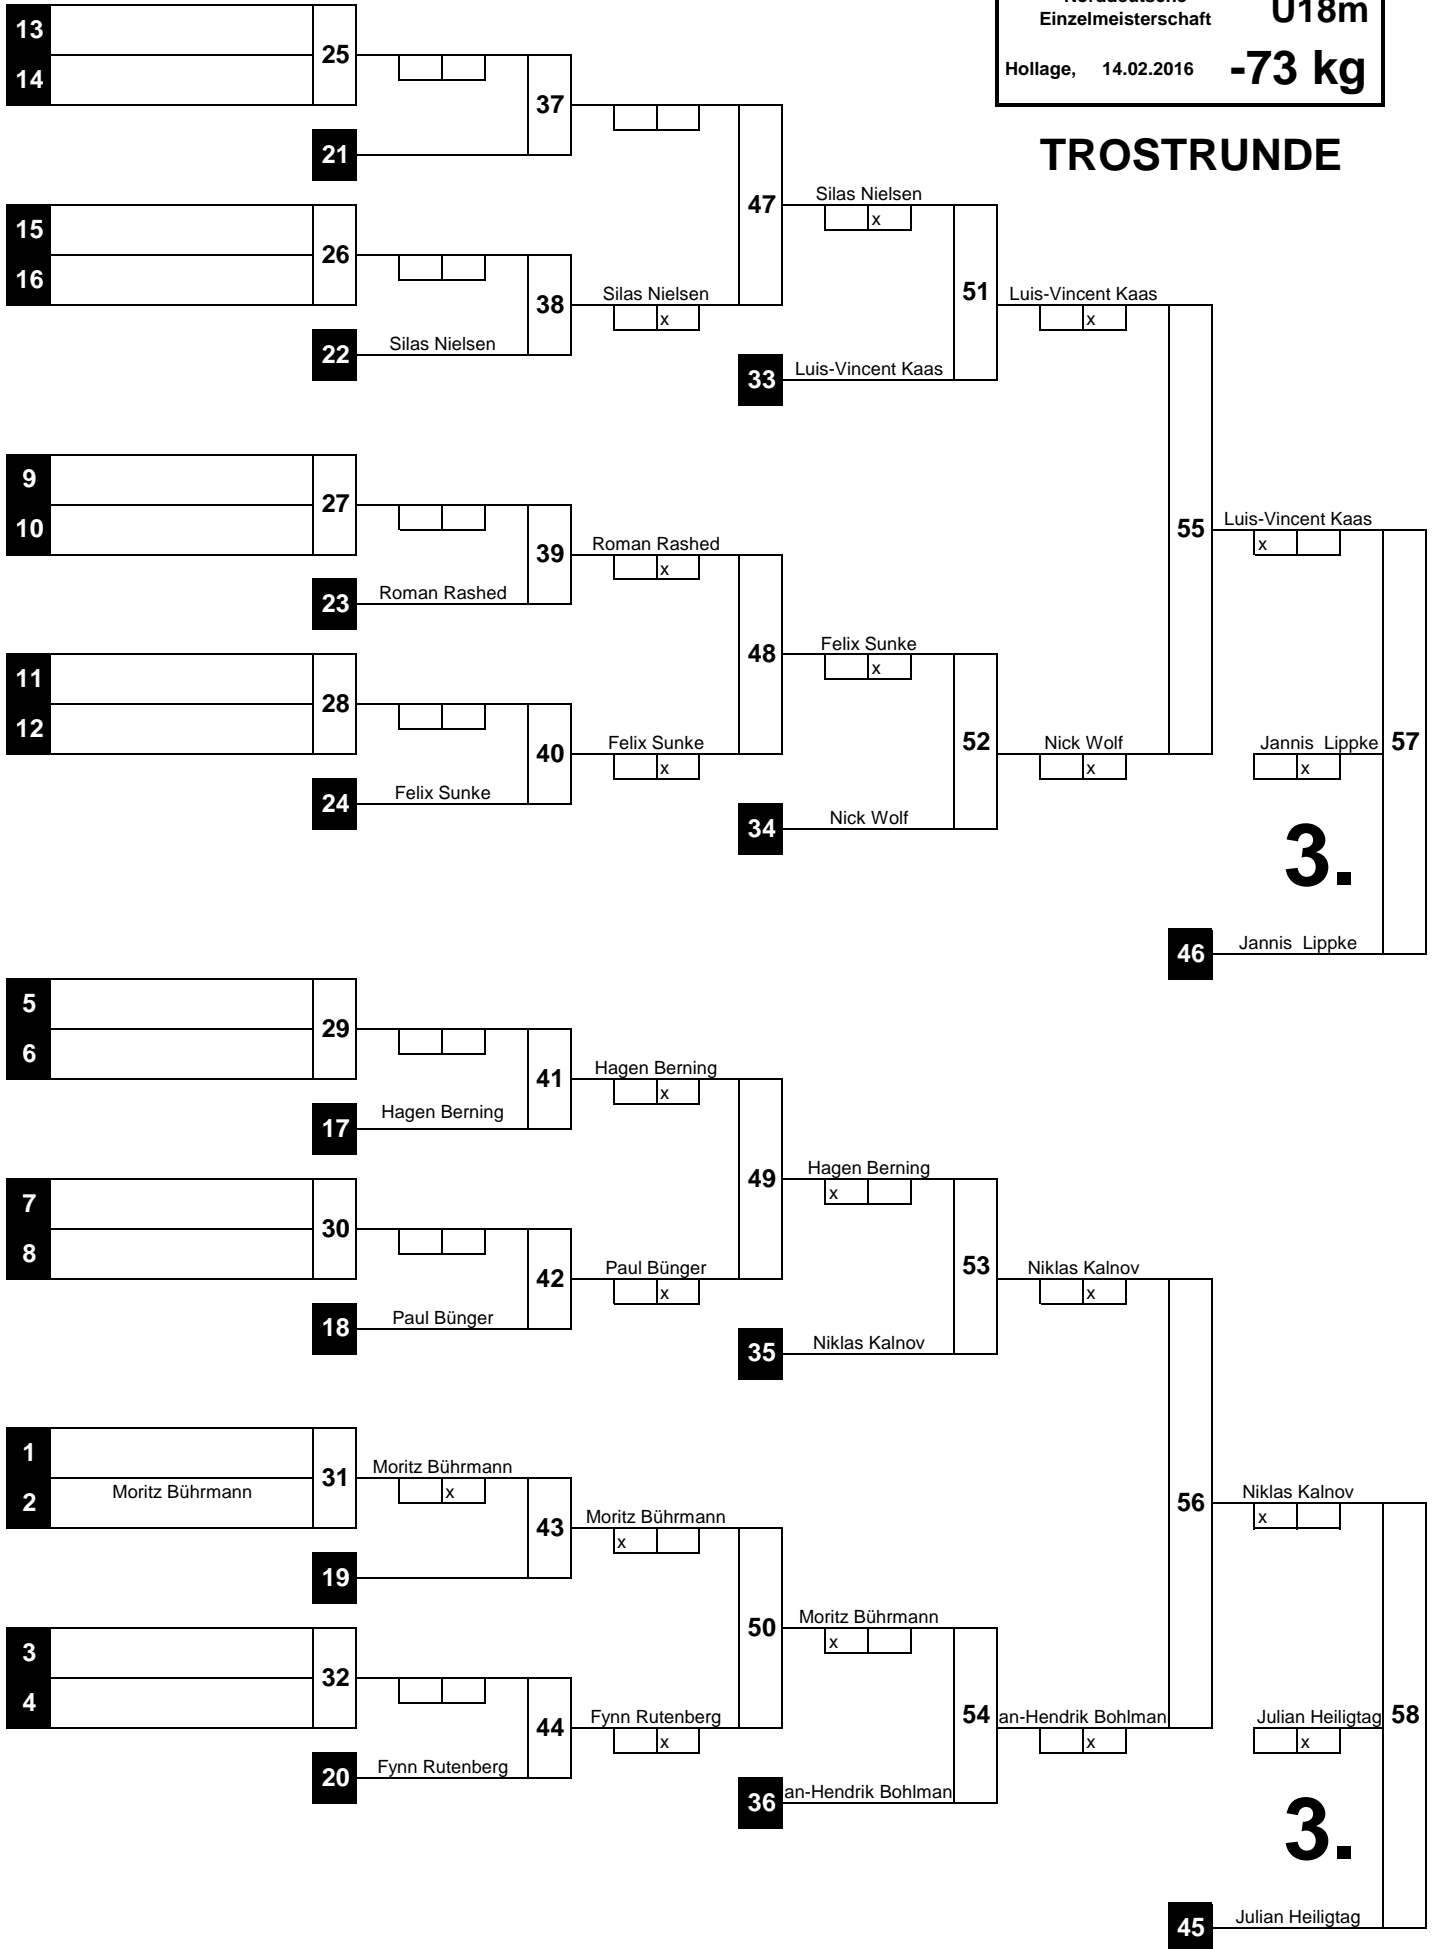 Norddeutsche
Einzelmeisterschaft
U18m
Hollage, 14.02.2016
-73 kg
TROSTRUNDE
13
14
25
37
21
15
16
26
38
22
Silas Nielsen
Silas Nielsen
x
47
Silas Nielsen
x
33
Luis-Vincent Kaas
51
Luis-Vincent Kaas
x
9
10
27
39
23
Roman Rashed
Roman Rashed
x
11
12
28
40
24
Felix Sunke
Felix Sunke
x
48
Felix Sunke
x
34
Nick Wolf
52
Nick Wolf
x
55
Luis-Vincent Kaas
x
Jannis Lippke
x
57
3.
46
Jannis Lippke
5
6
29
41
17
Hagen Berning
Hagen Berning
x
7
8
30
42
18
Paul Bünger
Paul Bünger
x
49
Hagen Berning
x
35
Niklas Kalnov
53
Niklas Kalnov
x
1
2
Moritz Bührmann
31
Moritz Bührmann
x
43
19
Moritz Bührmann
x
3
4
32
44
20
Fynn Rutenberg
Fynn Rutenberg
x
50
Moritz Bührmann
x
36
an-Hendrik Bohlman
54
an-Hendrik Bohlman
x
56
Niklas Kalnov
x
Julian Heiligtag
x
58
3.
45
Julian Heiligtag